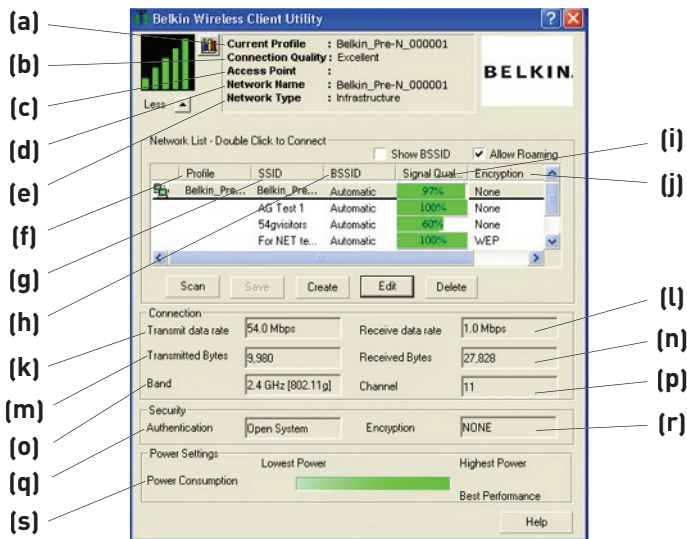 Belkin Wireless Client Utility
(a)
Current Profile : Belkin_Pre-N_000001
(b)
Connection Quality : Excellent
(c)
Access Point :
(d)
Network Name : Belkin_Pre-N_000001
(e)
Network Type : Infrastructure
BELKIN.
Less
Network List - Double Click to Connect
Show BSSID Allow Roaming
(i)
(j)
(f)
(g)
(h)
Profile SSID BSSID Signal Qual... Encryption
Belkin_Pre... Belkin_Pre... Automatic 97% None
AG Test 1 Automatic 100% None
54gvisitors Automatic 60% None
For NET te... Automatic 100% WEP
Scan Save Create Edit Delete
Connection
(k)
Transmit data rate 54.0 Mbps Receive data rate 1.0 Mbps
(l)
(m)
Transmitted Bytes 9,980 Received Bytes 27,828
(n)
(o)
Band 2.4 GHz [802.11g] Channel 11
(p)
Security
(q)
Authentication Open System Encryption NONE
(r)
Power Settings
Lowest Power Highest Power
(s)
Power Consumption
Best Performance
Help